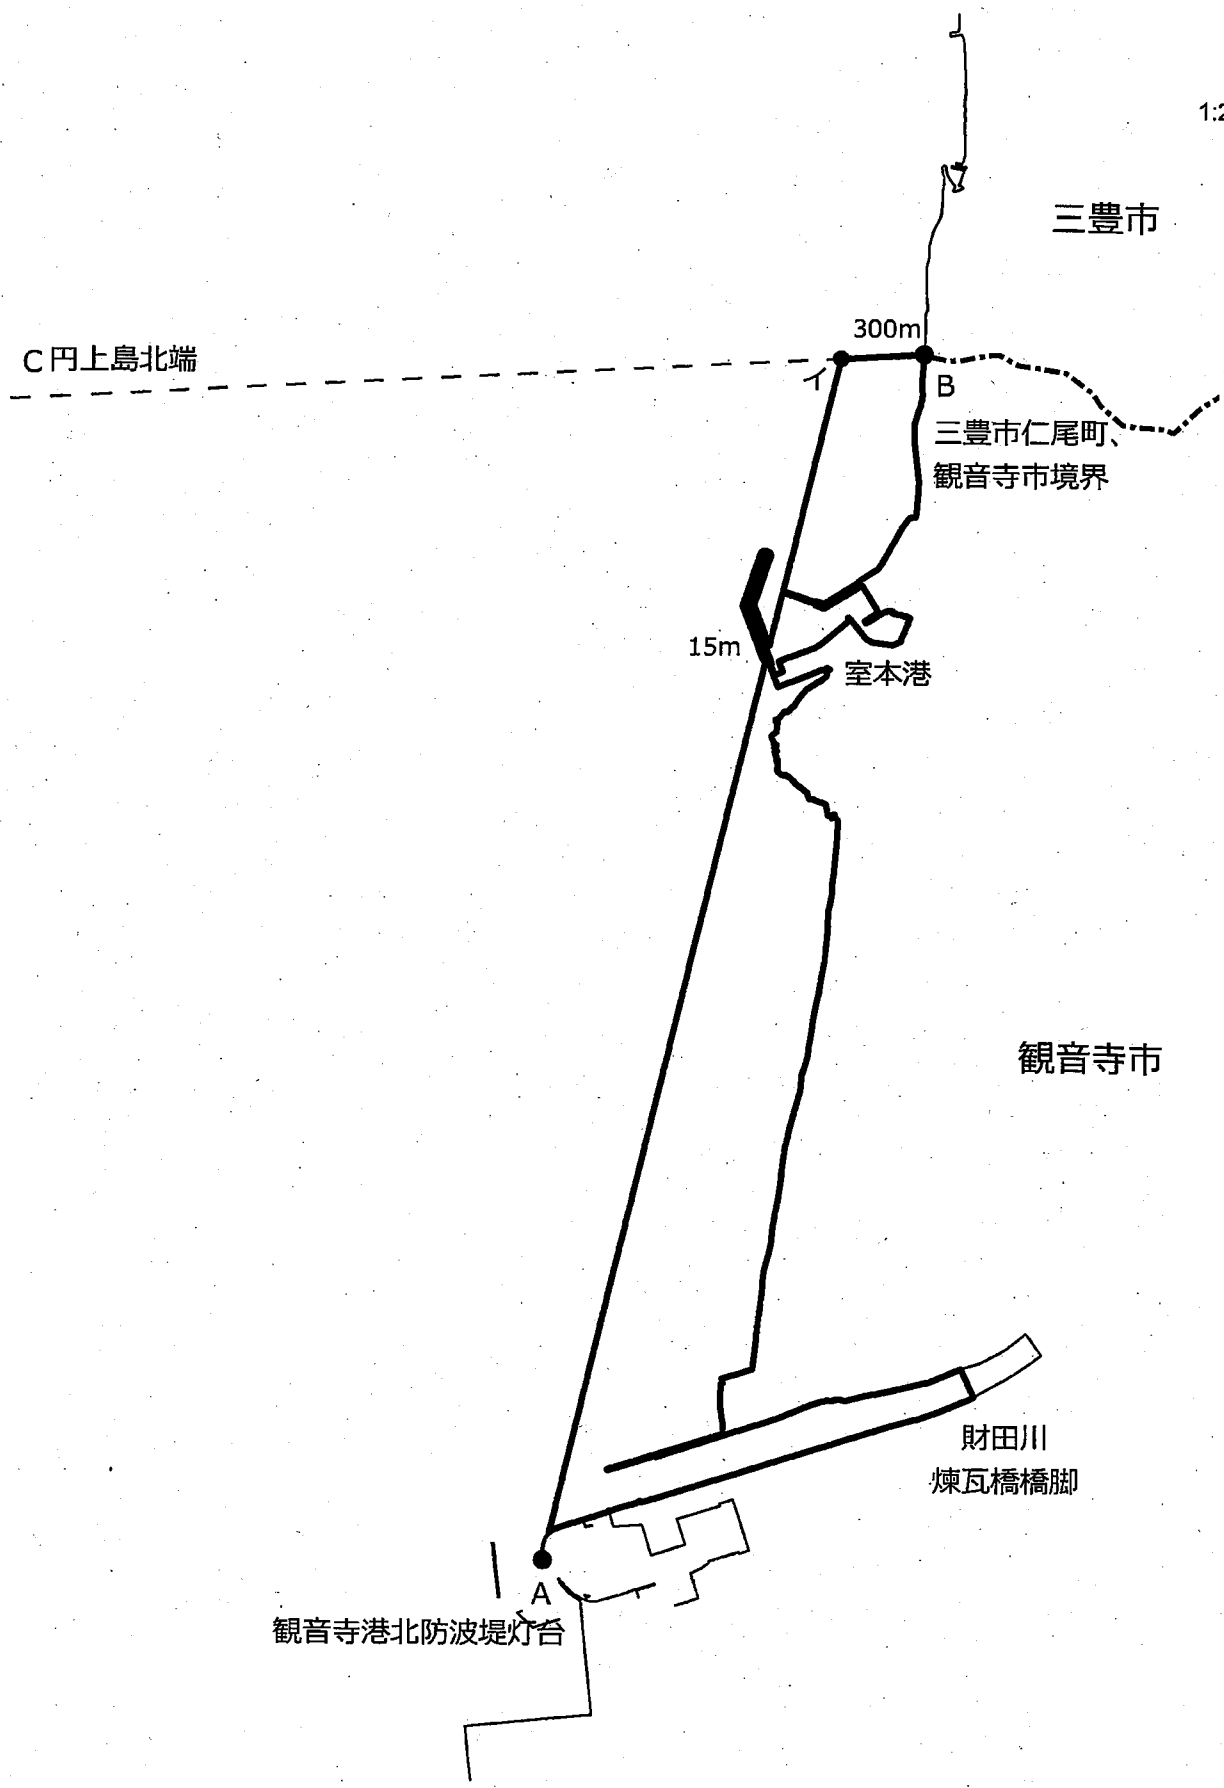 1:2
三豊市
300m
C円上島北端
イ
B
三豊市仁尾町、
観音寺市境界
15m
室本港
観音寺市
財田川
煉瓦橋橋脚
A
観音寺港北防波堤灯台